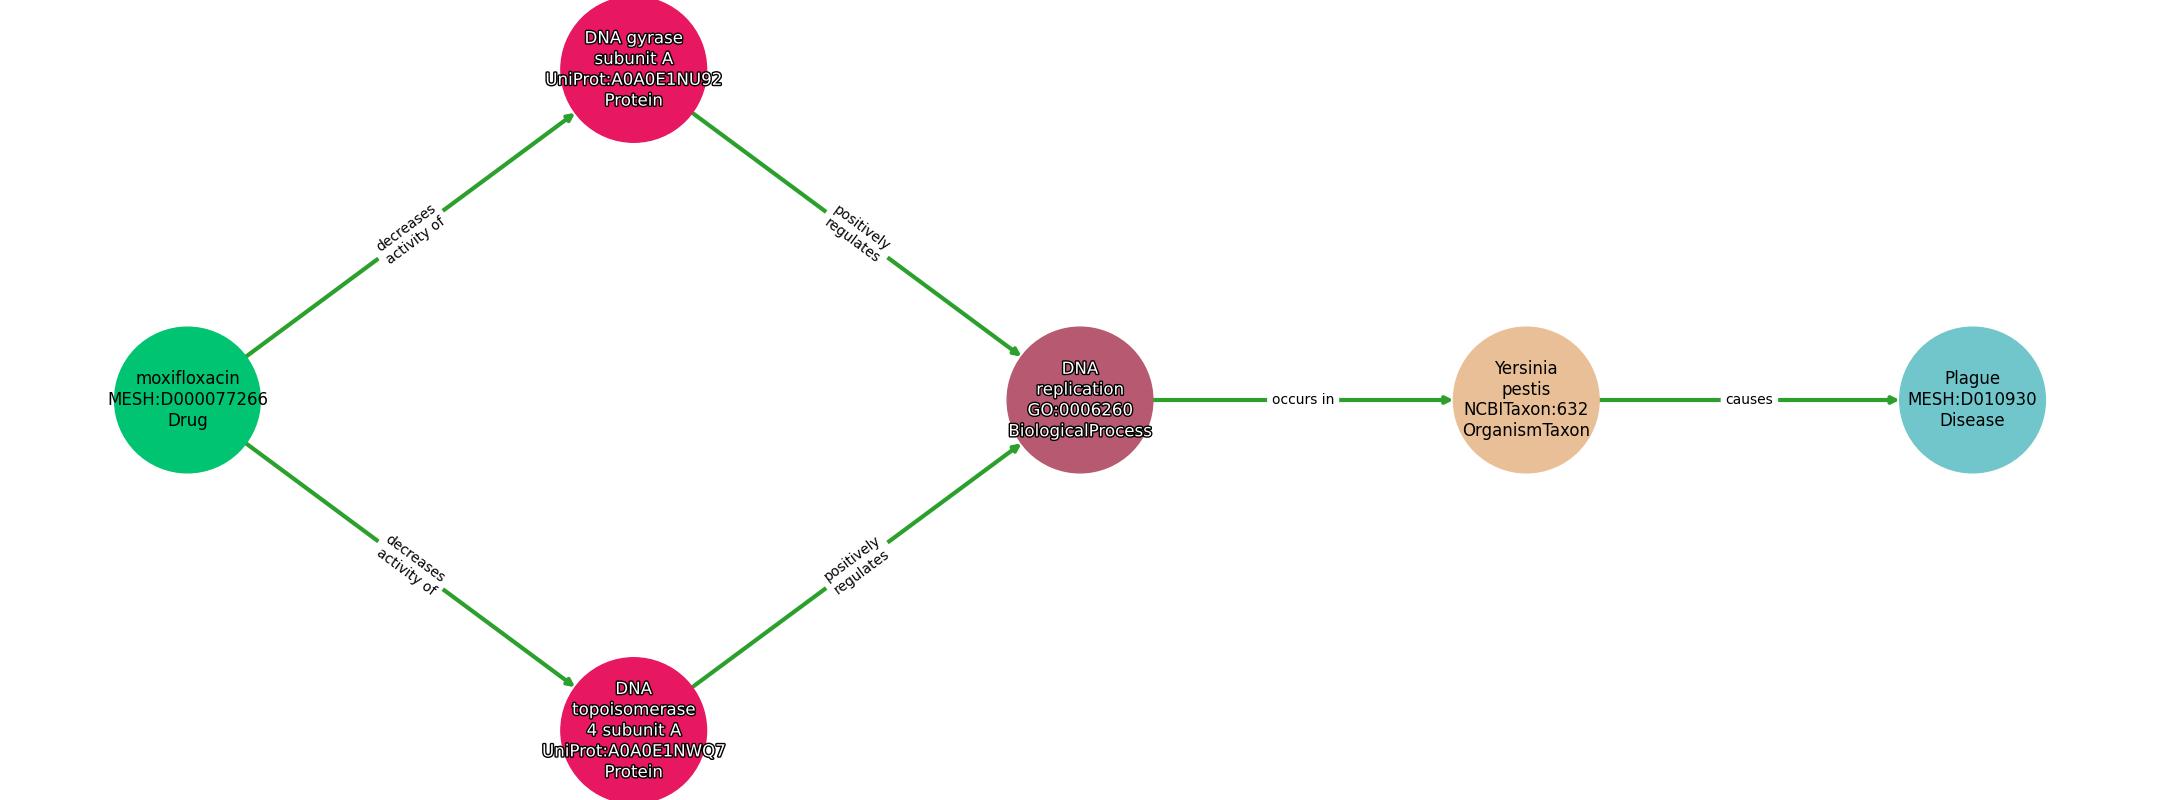 DNA gyrase
subunit A
UniProt:A0A0E1NU92
Protein
decreases
activity of
positively
regulates
moxifloxacin
MESH:D000077266
Drug
DNA
replication
GO:0006260
BiologicalProcess
occurs in
Yersinia
pestis
NCBITaxon:632
OrganismTaxon
causes
Plague
MESH:D010930
Disease
decreases
activity of
positively
regulates
DNA
topoisomerase
4 subunit A
UniProt:A0A0E1NWQ7
Protein